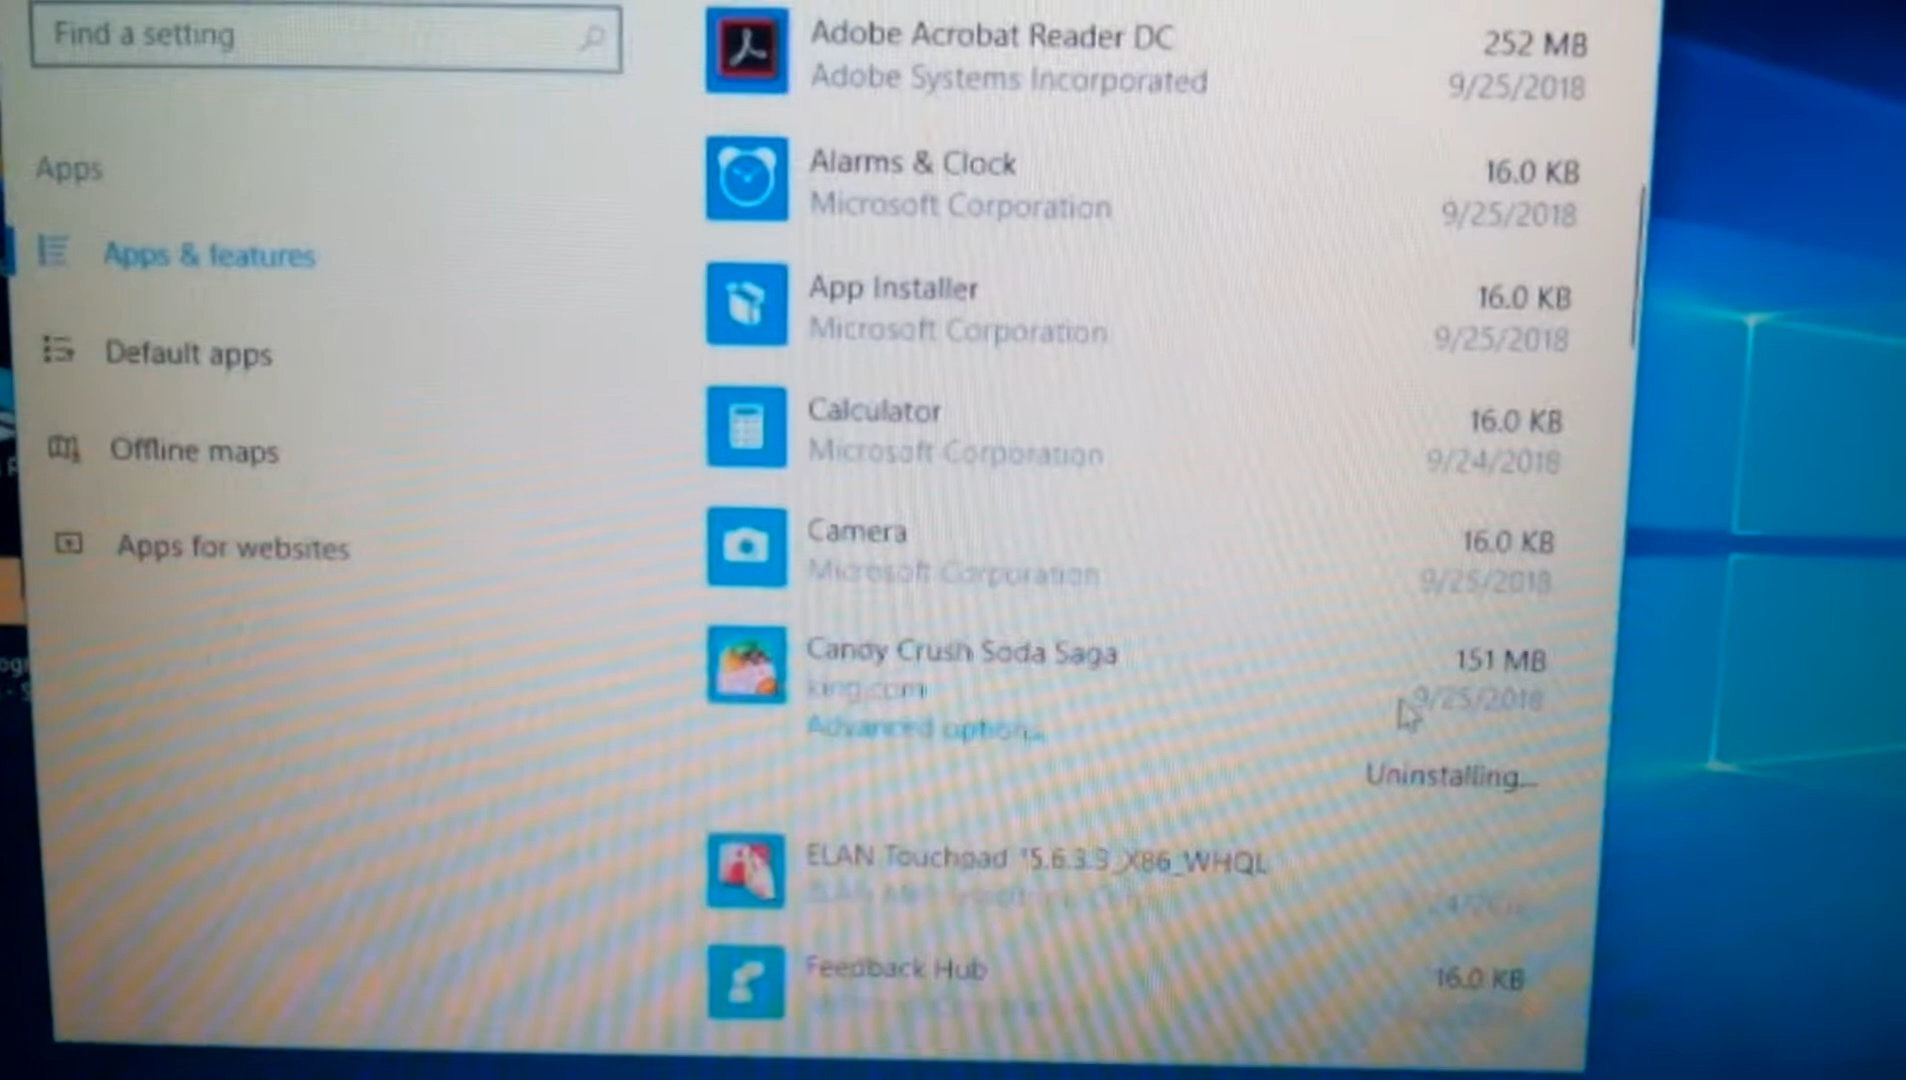 Find a setting
Apps
Apps & features
Default apps
Offline maps
Apps for websites
Adobe Acrobat Reader DC
252 MB
Adobe Systems Incorporated
9/25/2018
Alarms & Clock
16.0 KB
Microsoft Corporation
9/25/2018
App Installer
16.0 KB
Microsoft Corporation
9/25/2018
Calculator
16.0 KB
Microsoft Corporation
9/24/2018
Camera
16.0 KB
Microsoft Corporation
9/25/2018
Candy Crush Soda Saga
151 MB
king.com
9/25/2018
Advanced options
Uninstalling...
ELAN Touchpad 15.6.3.3_X86_WHQL
Feedback Hub
16.0 KB